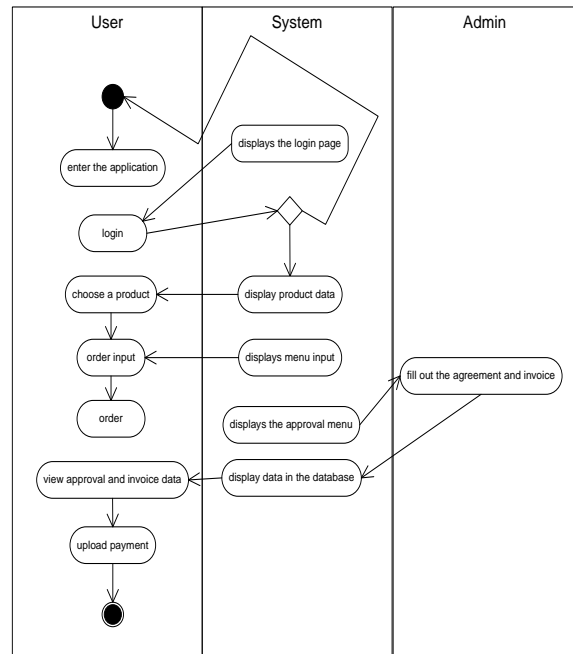 User
System
Admin
displays the login page
enter the application
login
choose a product
display product data
order input
displays menu input
fill out the agreement and invoice
order
displays the approval menu
view approval and invoice data
display data in the database
upload payment